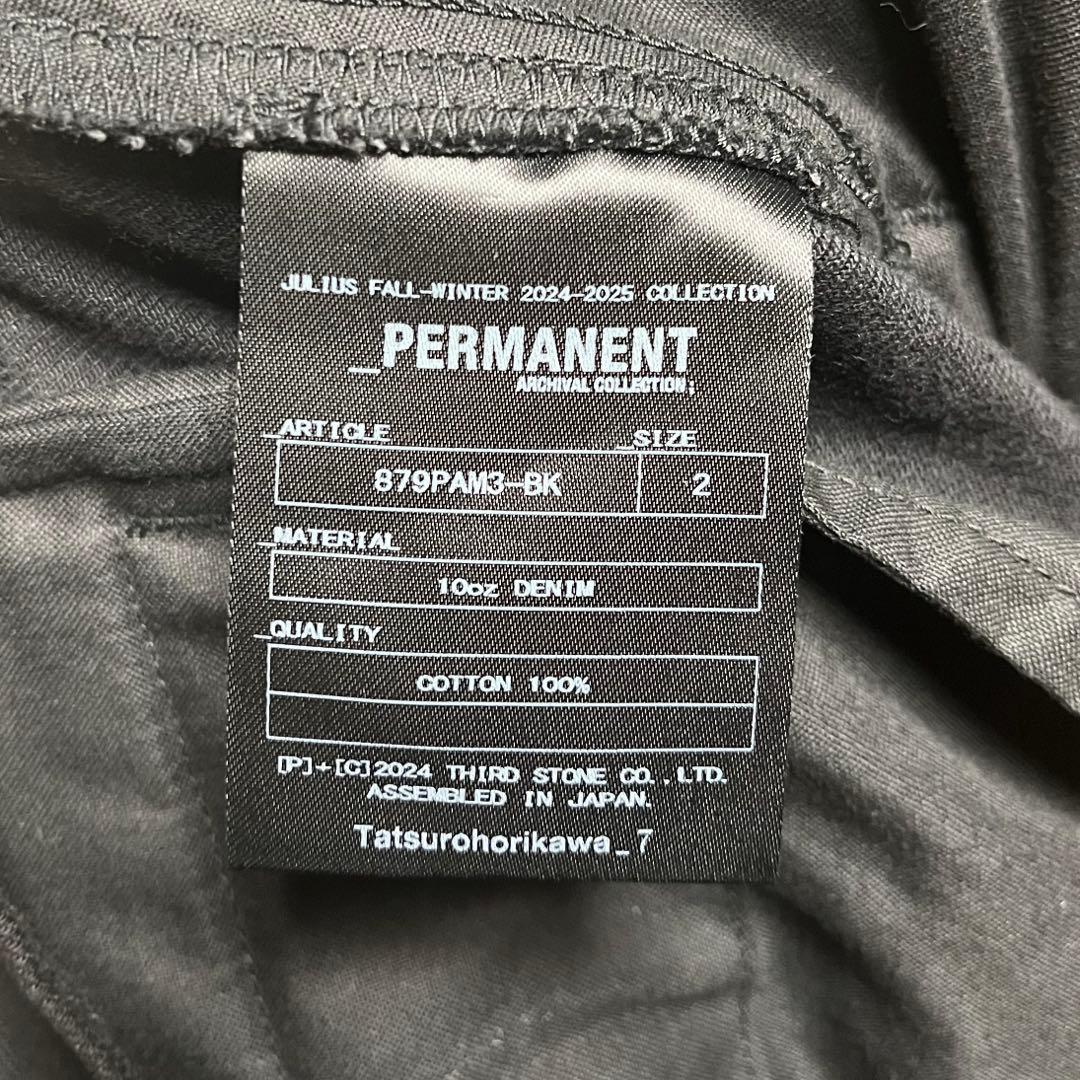 JULIUS FALL-WINTER 2024-2025 COLLECTION
_PERMANENT
ARCHIVAL COLLECTION;
_ARTICLE _SIZE
879PAM3-BK 2
_MATERIAL
10oz DENIM
_QUALITY
COTTON 100%
[P]+[C]2024 THIRD STONE CO.,LTD.
ASSEMBLED IN JAPAN.
Tatsurohorikawa_7